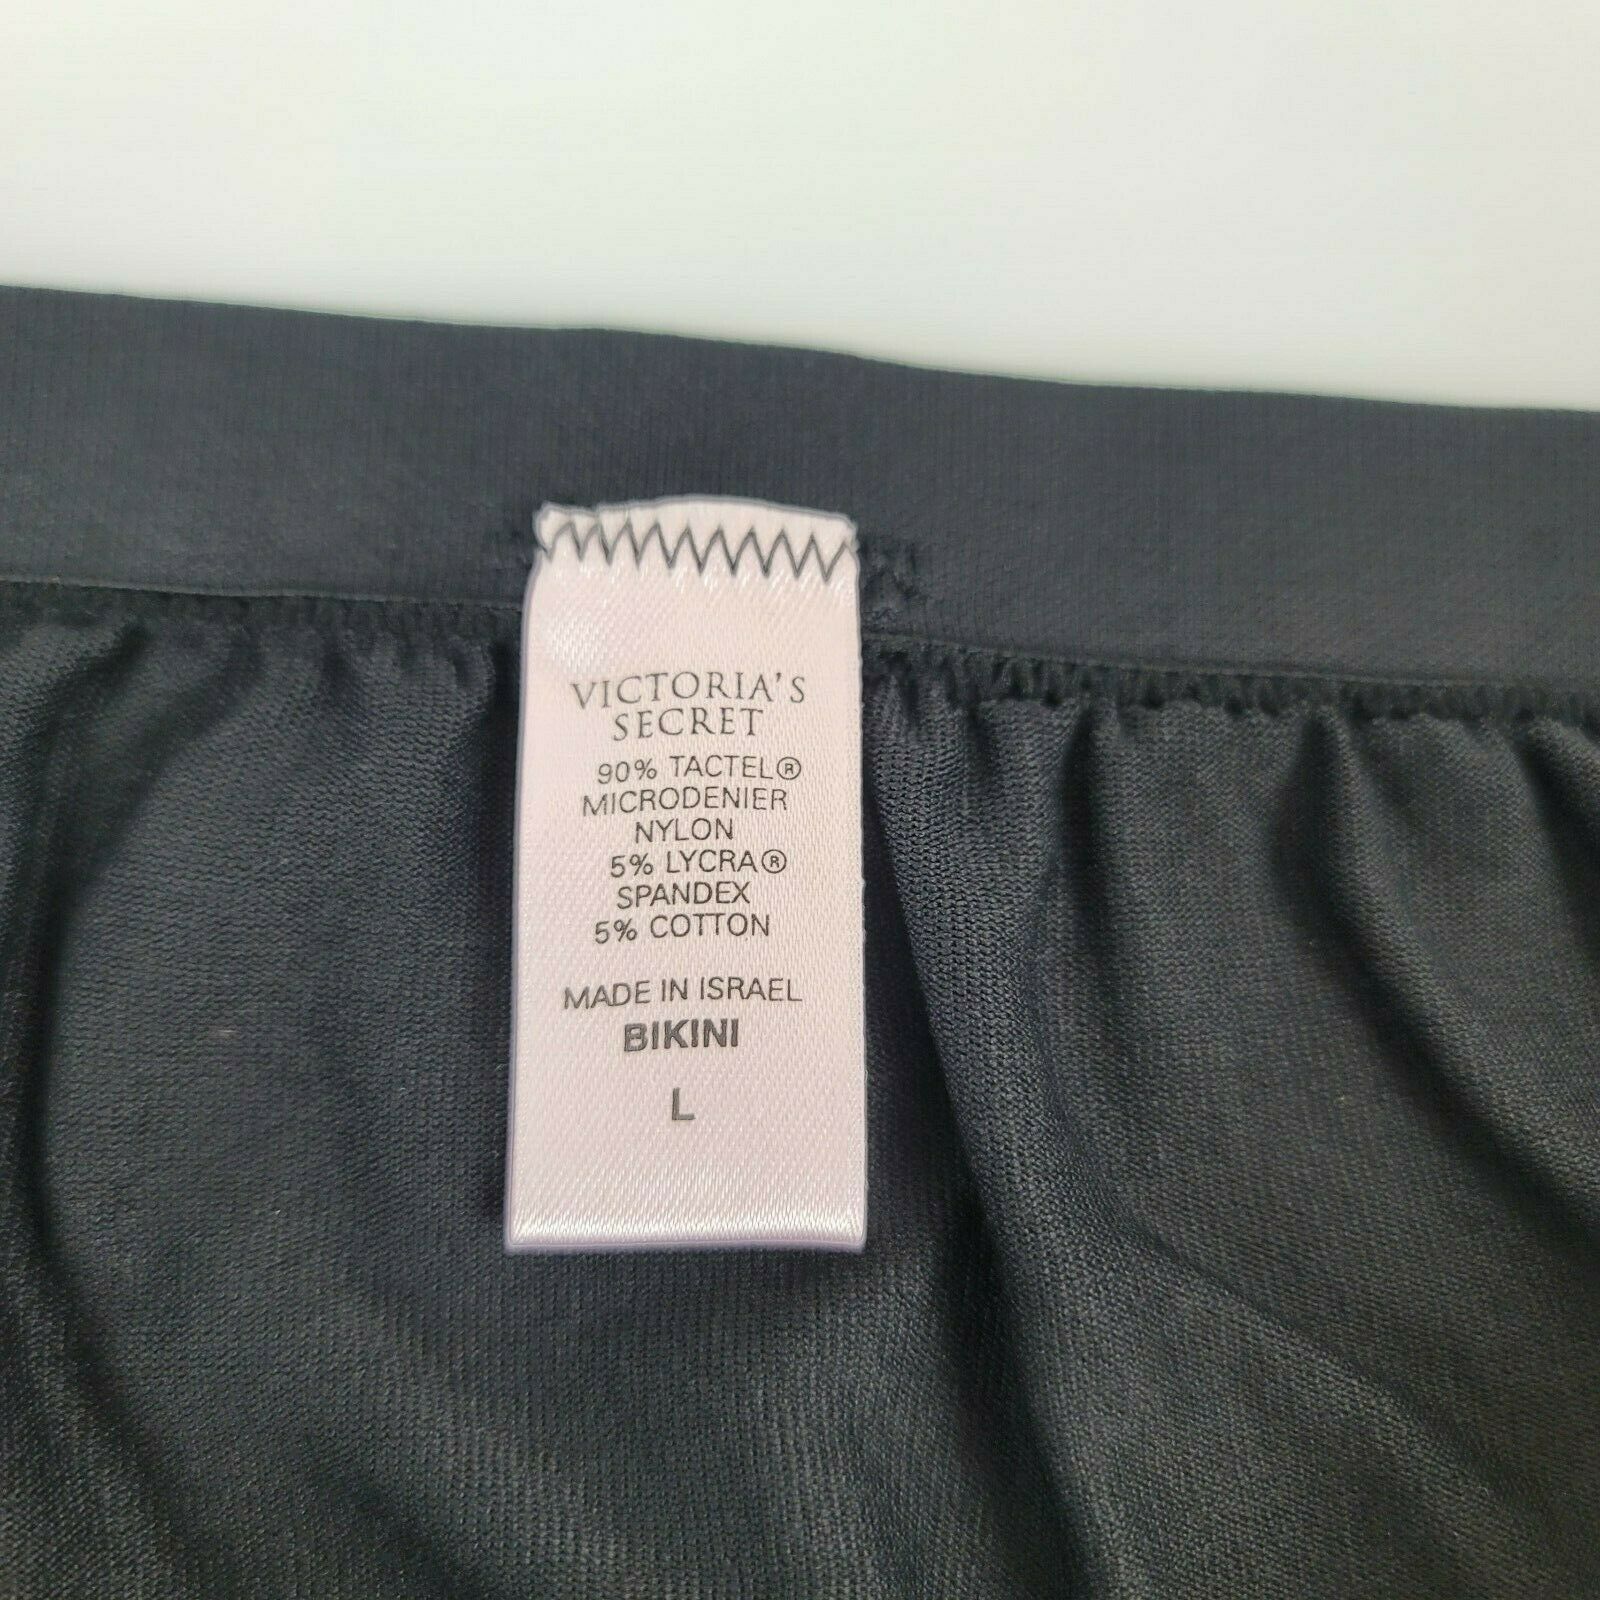 VICTORIA'S
SECRET
90% TACTEL®
MICRODENIER
NYLON
5% LYCRA®
SPANDEX
5% COTTON
MADE IN ISRAEL
BIKINI
L